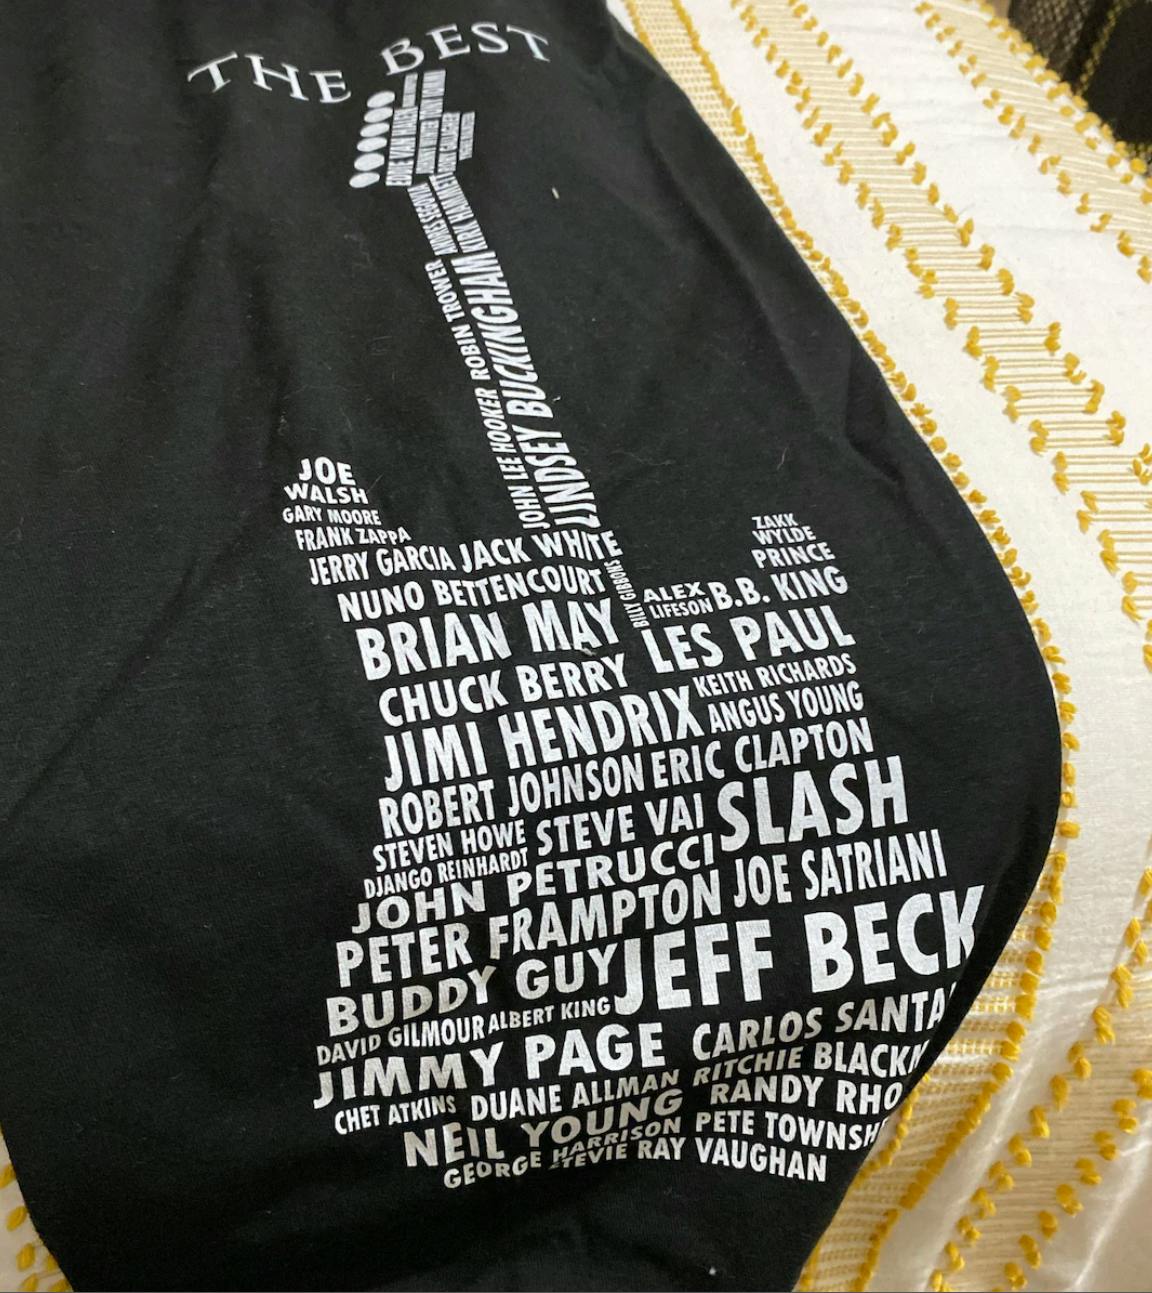 THE BEST
EDDIE VAN HALEN
ANDRES SEGOVIA
KIRK HAMMETT
JOHN LEE HOOKER ROBIN TROWER
LINDSEY BUCKINGHAM
JOE
WALSH
GARY MOORE
FRANK ZAPPA
JERRY GARCIA JACK WHITE
NUNO BETTENCOURT
BILLY GIBBONS
ZAKK
WYLDE
PRINCE
ALEX
LIFESON
B.B. KING
BRIAN MAY
LES PAUL
CHUCK BERRY
KEITH RICHARDS
JIMI HENDRIX
ANGUS YOUNG
ROBERT JOHNSON ERIC CLAPTON
STEVEN HOWE STEVE VAI
SLASH
DJANGO REINHARDT
JOHN PETRUCCI
PETER FRAMPTON JOE SATRIANI
BUDDY GUY
JEFF BECK
DAVID GILMOUR ALBERT KING
JIMMY PAGE CARLOS SANTA
CHET ATKINS DUANE ALLMAN RITCHIE BLACKM
NEIL YOUNG RANDY RHO
GEORGE HARRISON PETE TOWNSH
STEVIE RAY VAUGHAN